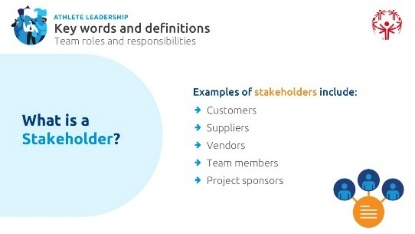 ATHLETE LEADERSHIP
Key words and definitions
Team roles and responsibilities
What is a
Stakeholder?
Examples of stakeholders include:
Customers
Suppliers
Vendors
Team members
Project sponsors